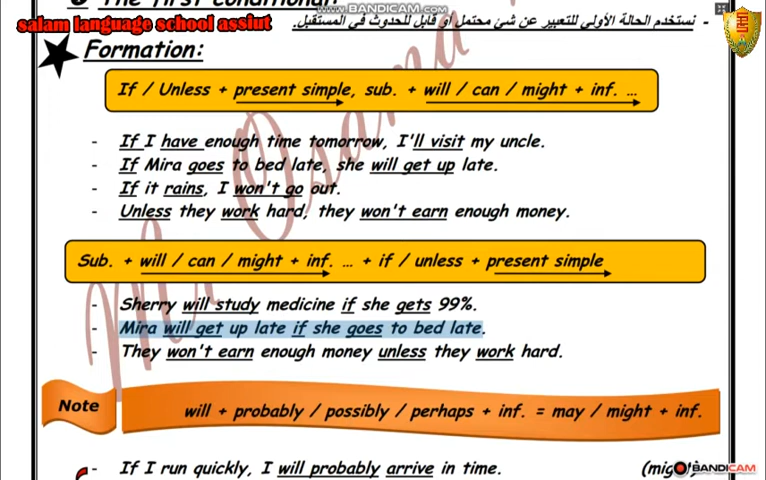 The first conditional
www.BANDICAM.com
salam language school assiut
- نستخدم الحالة الأولي للتعبير عن شئ محتمل أو قابل للحدوث في المستقبل.
Formation:
If / Unless + present simple, sub. + will / can / might + inf. ...
- If I have enough time tomorrow, I'll visit my uncle.
- If Mira goes to bed late, she will get up late.
- If it rains, I won't go out.
- Unless they work hard, they won't earn enough money.
Sub. + will / can / might + inf. ... + if / unless + present simple
- Sherry will study medicine if she gets 99%.
- Mira will get up late if she goes to bed late.
- They won't earn enough money unless they work hard.
Note
will + probably / possibly / perhaps + inf. = may / might + inf.
- If I run quickly, I will probably arrive in time.
BANDICAM